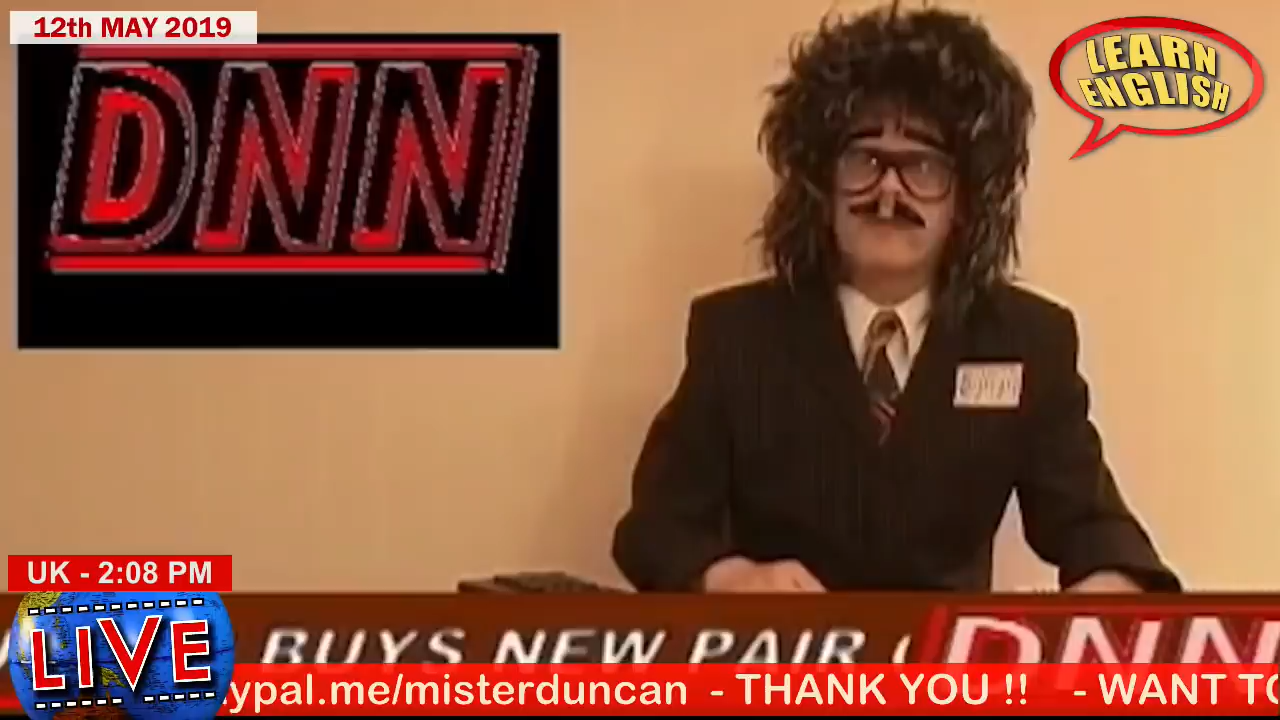 12th MAY 2019
DNN
LEARN
ENGLISH
UK - 2:08 PM
LIVE
BUYS NEW PAIR
DNN
ypal.me/misterduncan - THANK YOU !! - WANT TO